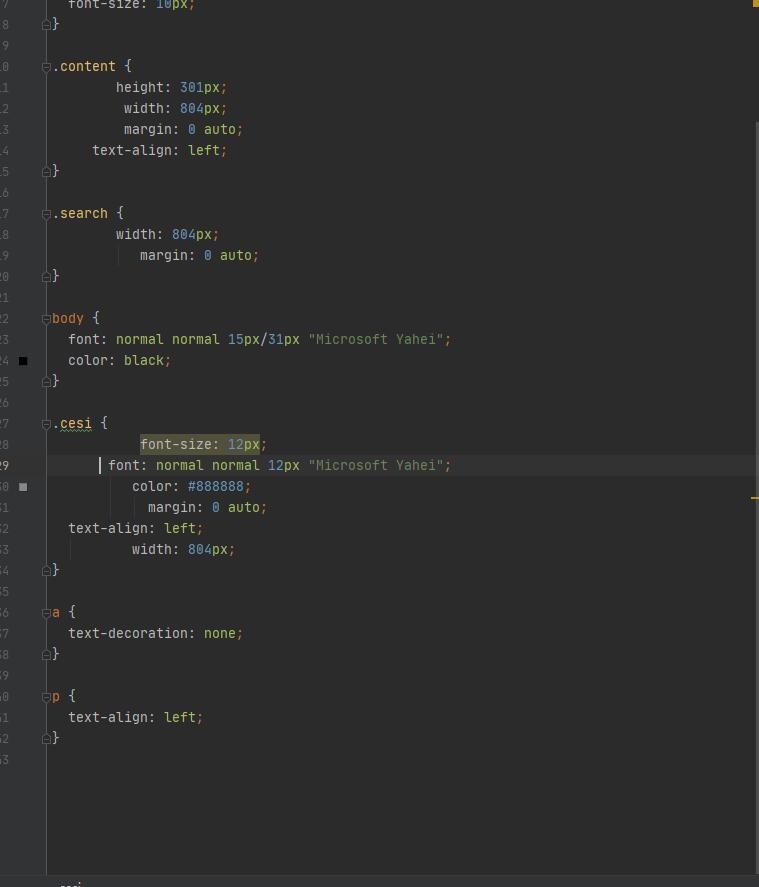 7 font-size: 10px;
8 }
9
10 .content {
11 height: 301px;
12 width: 804px;
13 margin: 0 auto;
14 text-align: left;
15 }
16
17 .search {
18 width: 804px;
19 margin: 0 auto;
20 }
21
22 body {
23 font: normal normal 15px/31px "Microsoft Yahei";
24 color: black;
25 }
26
27 .cesi {
28 font-size: 12px;
29 font: normal normal 12px "Microsoft Yahei";
30 color: #888888;
31 margin: 0 auto;
32 text-align: left;
33 width: 804px;
34 }
35
36 a {
37 text-decoration: none;
38 }
39
40 p {
41 text-align: left;
42 }
43